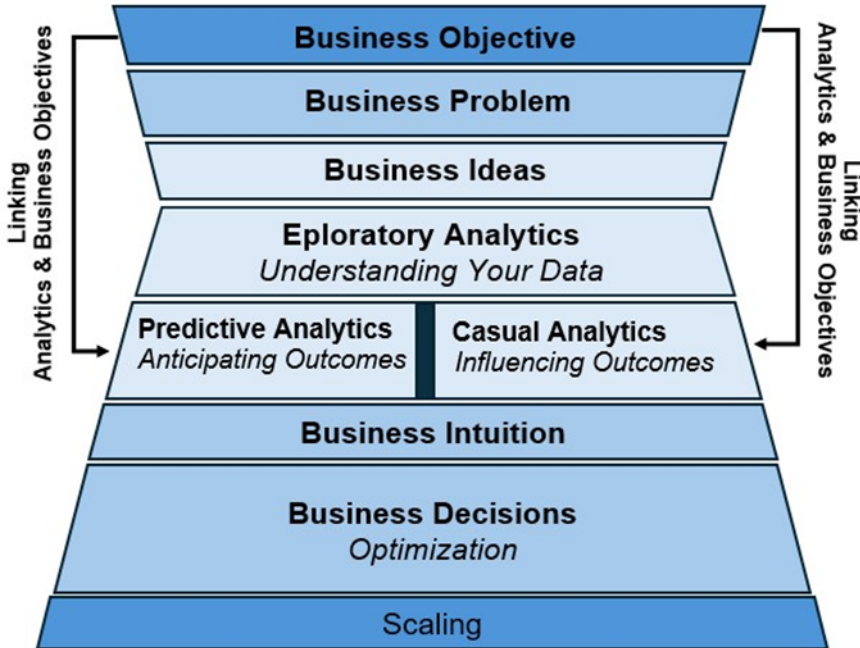 Business Objective
Business Problem
Business Ideas
Eploratory Analytics
Understanding Your Data
Predictive Analytics
Anticipating Outcomes
Casual Analytics
Influencing Outcomes
Business Intuition
Business Decisions
Optimization
Scaling
Linking
Analytics & Business Objectives
Linking
Analytics & Business Objectives